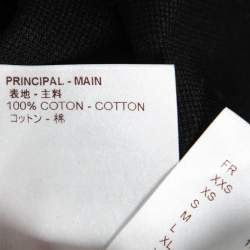 PRINCIPAL - MAIN
表地 - 主料
100% COTON - COTTON
コットン - 棉
FR
XXS
XS
S
M
L
XL